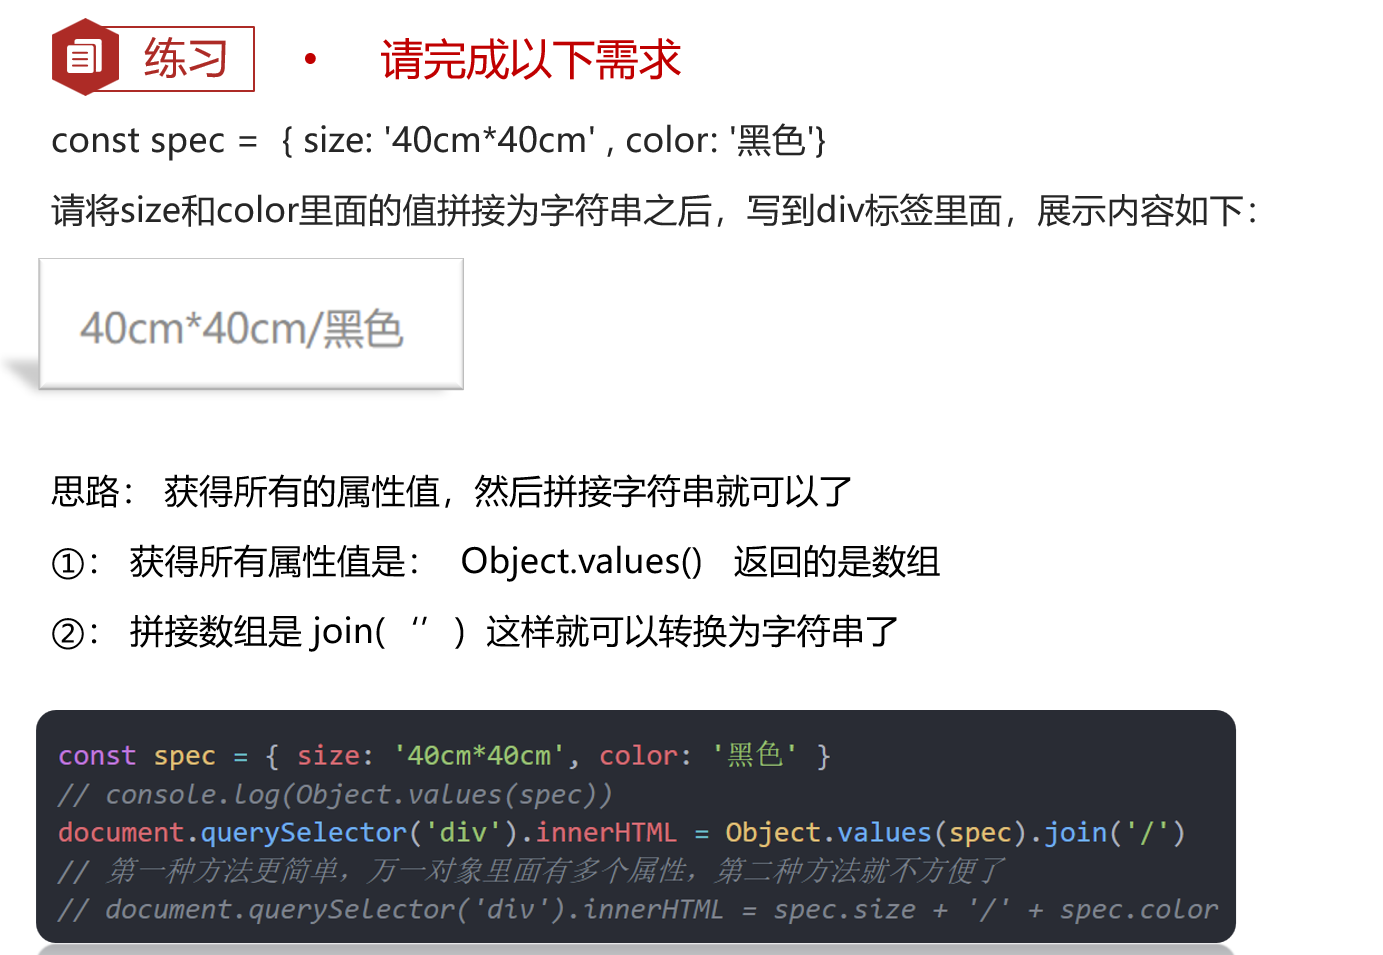 练习
• 请完成以下需求
const spec = { size: '40cm*40cm' , color: '黑色'}
请将size和color里面的值拼接为字符串之后，写到div标签里面，展示内容如下：
40cm*40cm/黑色
思路： 获得所有的属性值，然后拼接字符串就可以了
①： 获得所有属性值是： Object.values() 返回的是数组
②： 拼接数组是 join( ‘’ ) 这样就可以转换为字符串了
const spec = { size: '40cm*40cm', color: '黑色' }
// console.log(Object.values(spec))
document.querySelector('div').innerHTML = Object.values(spec).join('/')
// 第一种方法更简单，万一对象里面有多个属性，第二种方法就不方便了
// document.querySelector('div').innerHTML = spec.size + '/' + spec.color